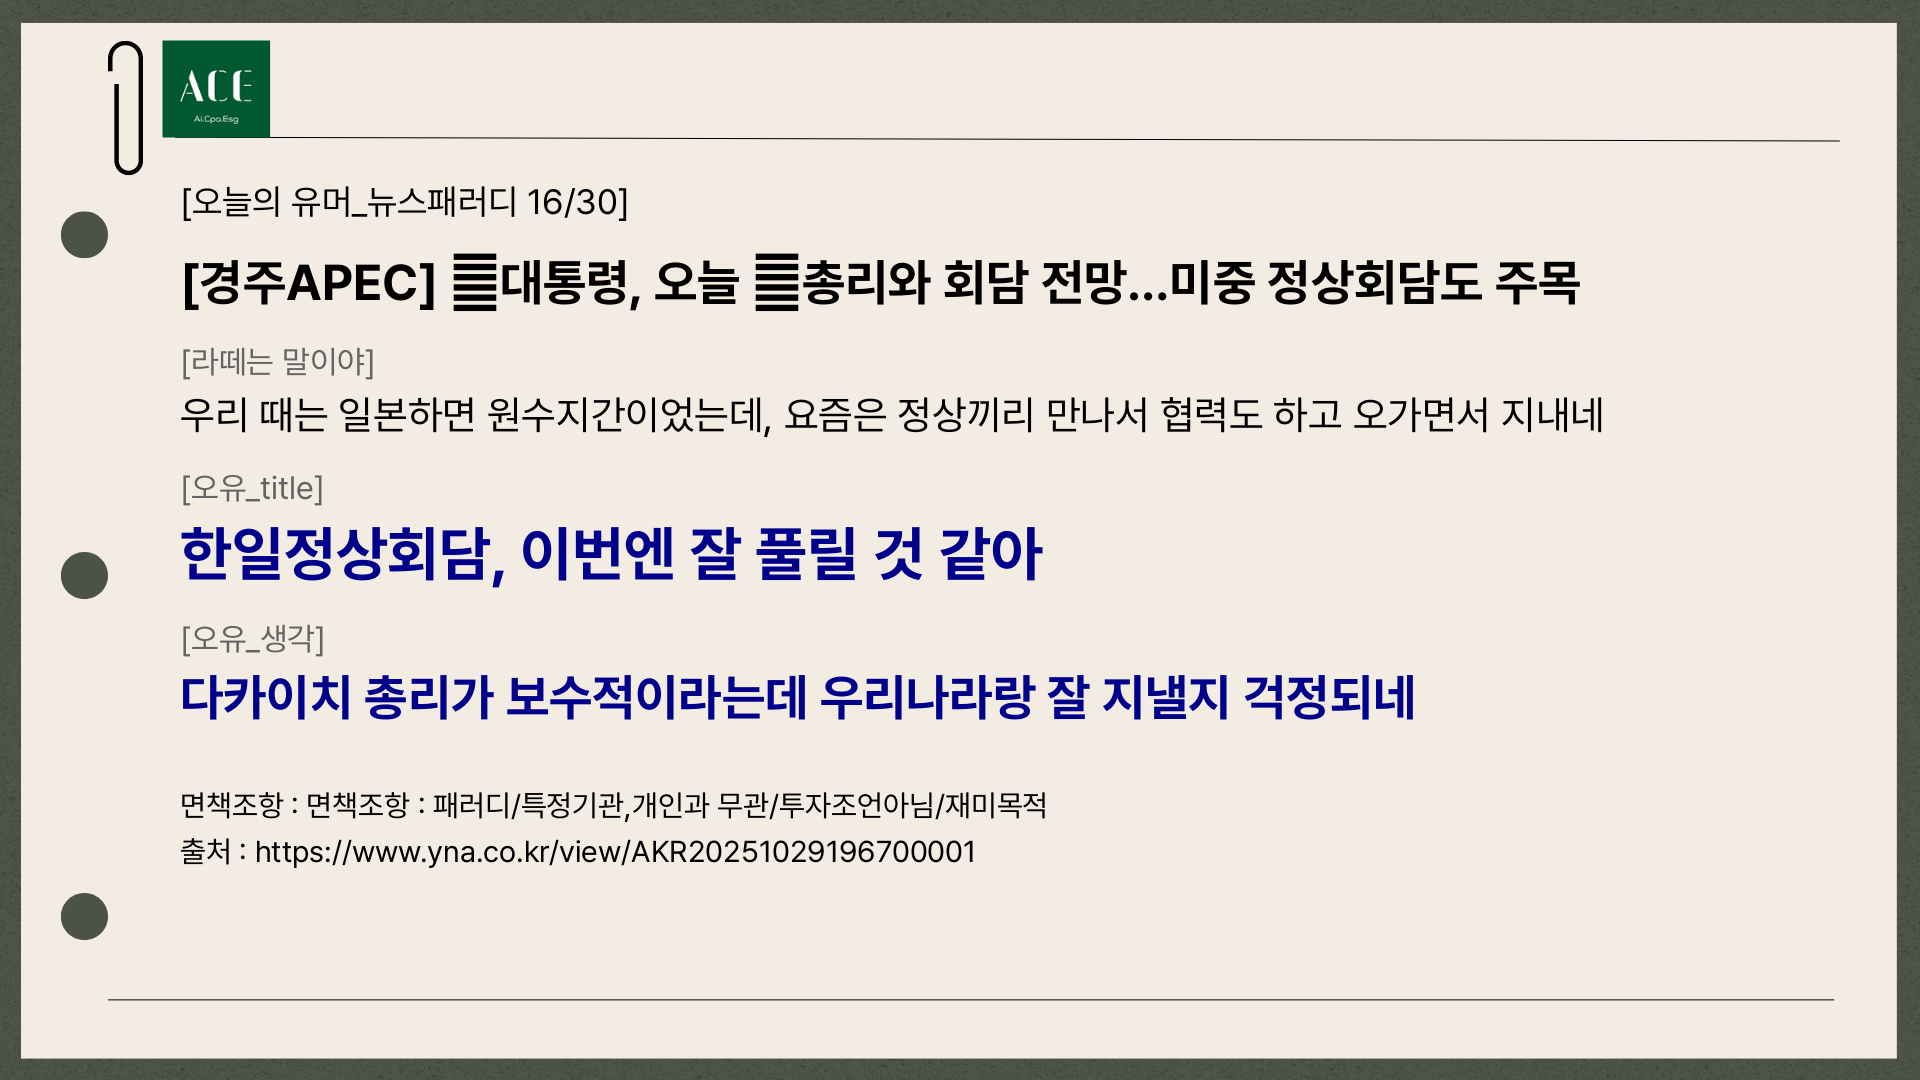 ACE
Ai.Cpa.Esg
[오늘의 유머_뉴스패러디 16/30]
[경주APEC] 대통령, 오늘 총리와 회담 전망...미중 정상회담도 주목
[라떼는 말이야]
우리 때는 일본하면 원수지간이었는데, 요즘은 정상끼리 만나서 협력도 하고 오가면서 지내네
[오유_title]
한일정상회담, 이번엔 잘 풀릴 것 같아
[오유_생각]
다카이치 총리가 보수적이라는데 우리나라랑 잘 지낼지 걱정되네
면책조항 : 면책조항 : 패러디/특정기관,개인과 무관/투자조언아님/재미목적
출처 : https://www.yna.co.kr/view/AKR20251029196700001